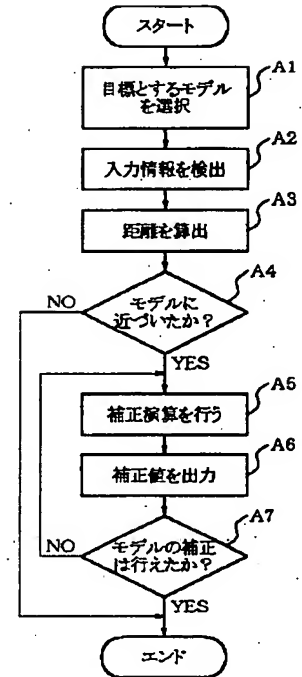 スタート
A1
目標とするモデル
を選択
A2
入力情報を検出
A3
距離を算出
A4
モデルに
近づいたか?
NO
YES
A5
補正演算を行う
A6
補正値を出力
A7
モデルの補正
は行えたか?
NO
YES
エンド